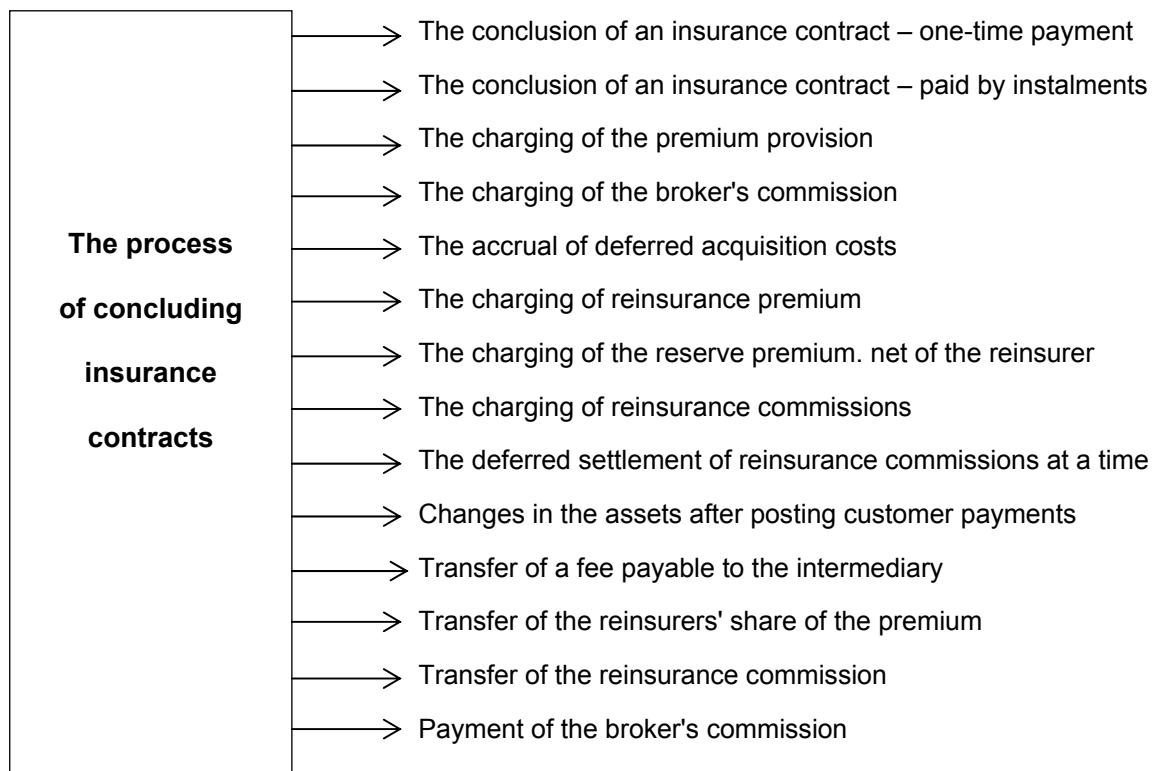 The process
of concluding
insurance
contracts
The conclusion of an insurance contract – one-time payment
The conclusion of an insurance contract – paid by instalments
The charging of the premium provision
The charging of the broker's commission
The accrual of deferred acquisition costs
The charging of reinsurance premium
The charging of the reserve premium. net of the reinsurer
The charging of reinsurance commissions
The deferred settlement of reinsurance commissions at a time
Changes in the assets after posting customer payments
Transfer of a fee payable to the intermediary
Transfer of the reinsurers' share of the premium
Transfer of the reinsurance commission
Payment of the broker's commission